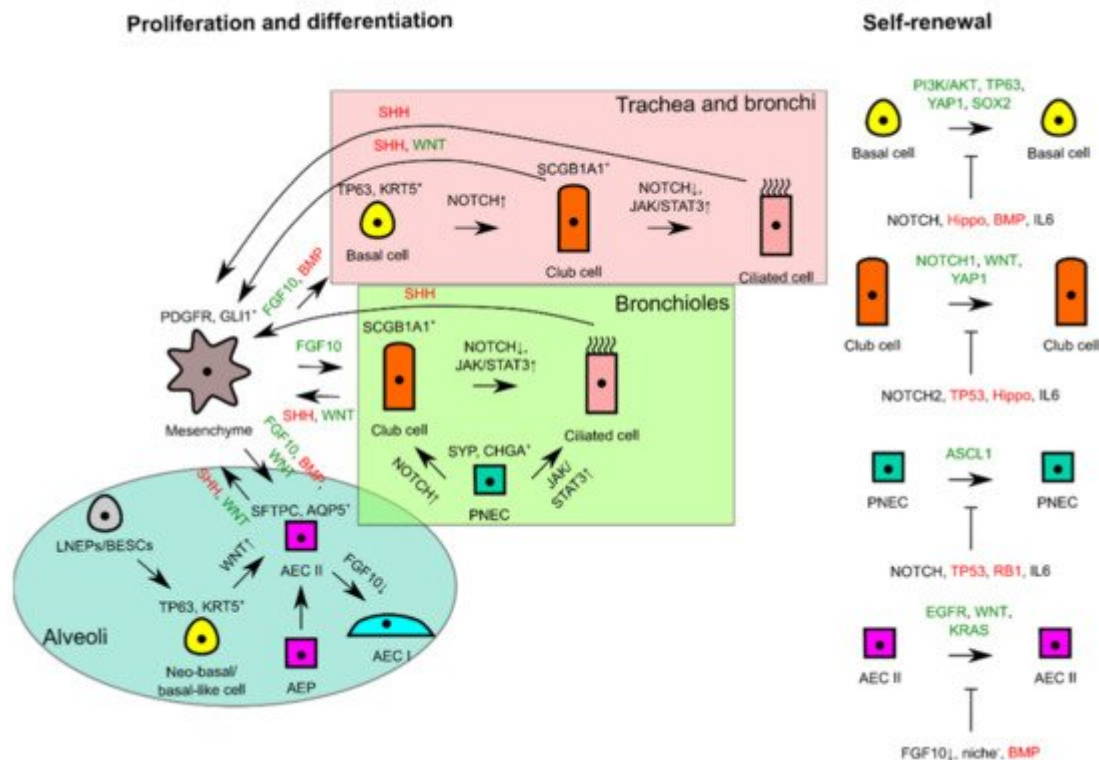 Proliferation and differentiation
Self-renewal
Trachea and bronchi
SHH
SHH, WNT
SCGB1A1⁺
TP63, KRT5⁺
NOTCH↑
NOTCH↓,
JAK/STAT3↑
Basal cell
Club cell
Ciliated cell
FGF10, BMP
PDGFR, GLI1⁺
Mesenchyme
Bronchioles
SHH
SCGB1A1⁺
FGF10
NOTCH↓,
JAK/STAT3↑
SHH, WNT
Club cell
Ciliated cell
SYP, CHGA⁺
NOTCH↑
JAK/
STAT3↑
PNEC
FGF10, BMP,
WNT
SHH, WNT
SFTPC, AQP5⁺
LNEPs/BESCs
WNT↑
AEC II
FGF10↓
TP63, KRT5⁺
Alveoli
AEC I
Neo-basal/
basal-like cell
AEP
PI3K/AKT, TP63,
YAP1, SOX2
Basal cell
Basal cell
NOTCH, Hippo, BMP, IL6
NOTCH1, WNT,
YAP1
Club cell
Club cell
NOTCH2, TP53, Hippo, IL6
ASCL1
PNEC
PNEC
NOTCH, TP53, RB1, IL6
EGFR, WNT,
KRAS
AEC II
AEC II
FGF10↓, niche⁻, BMP